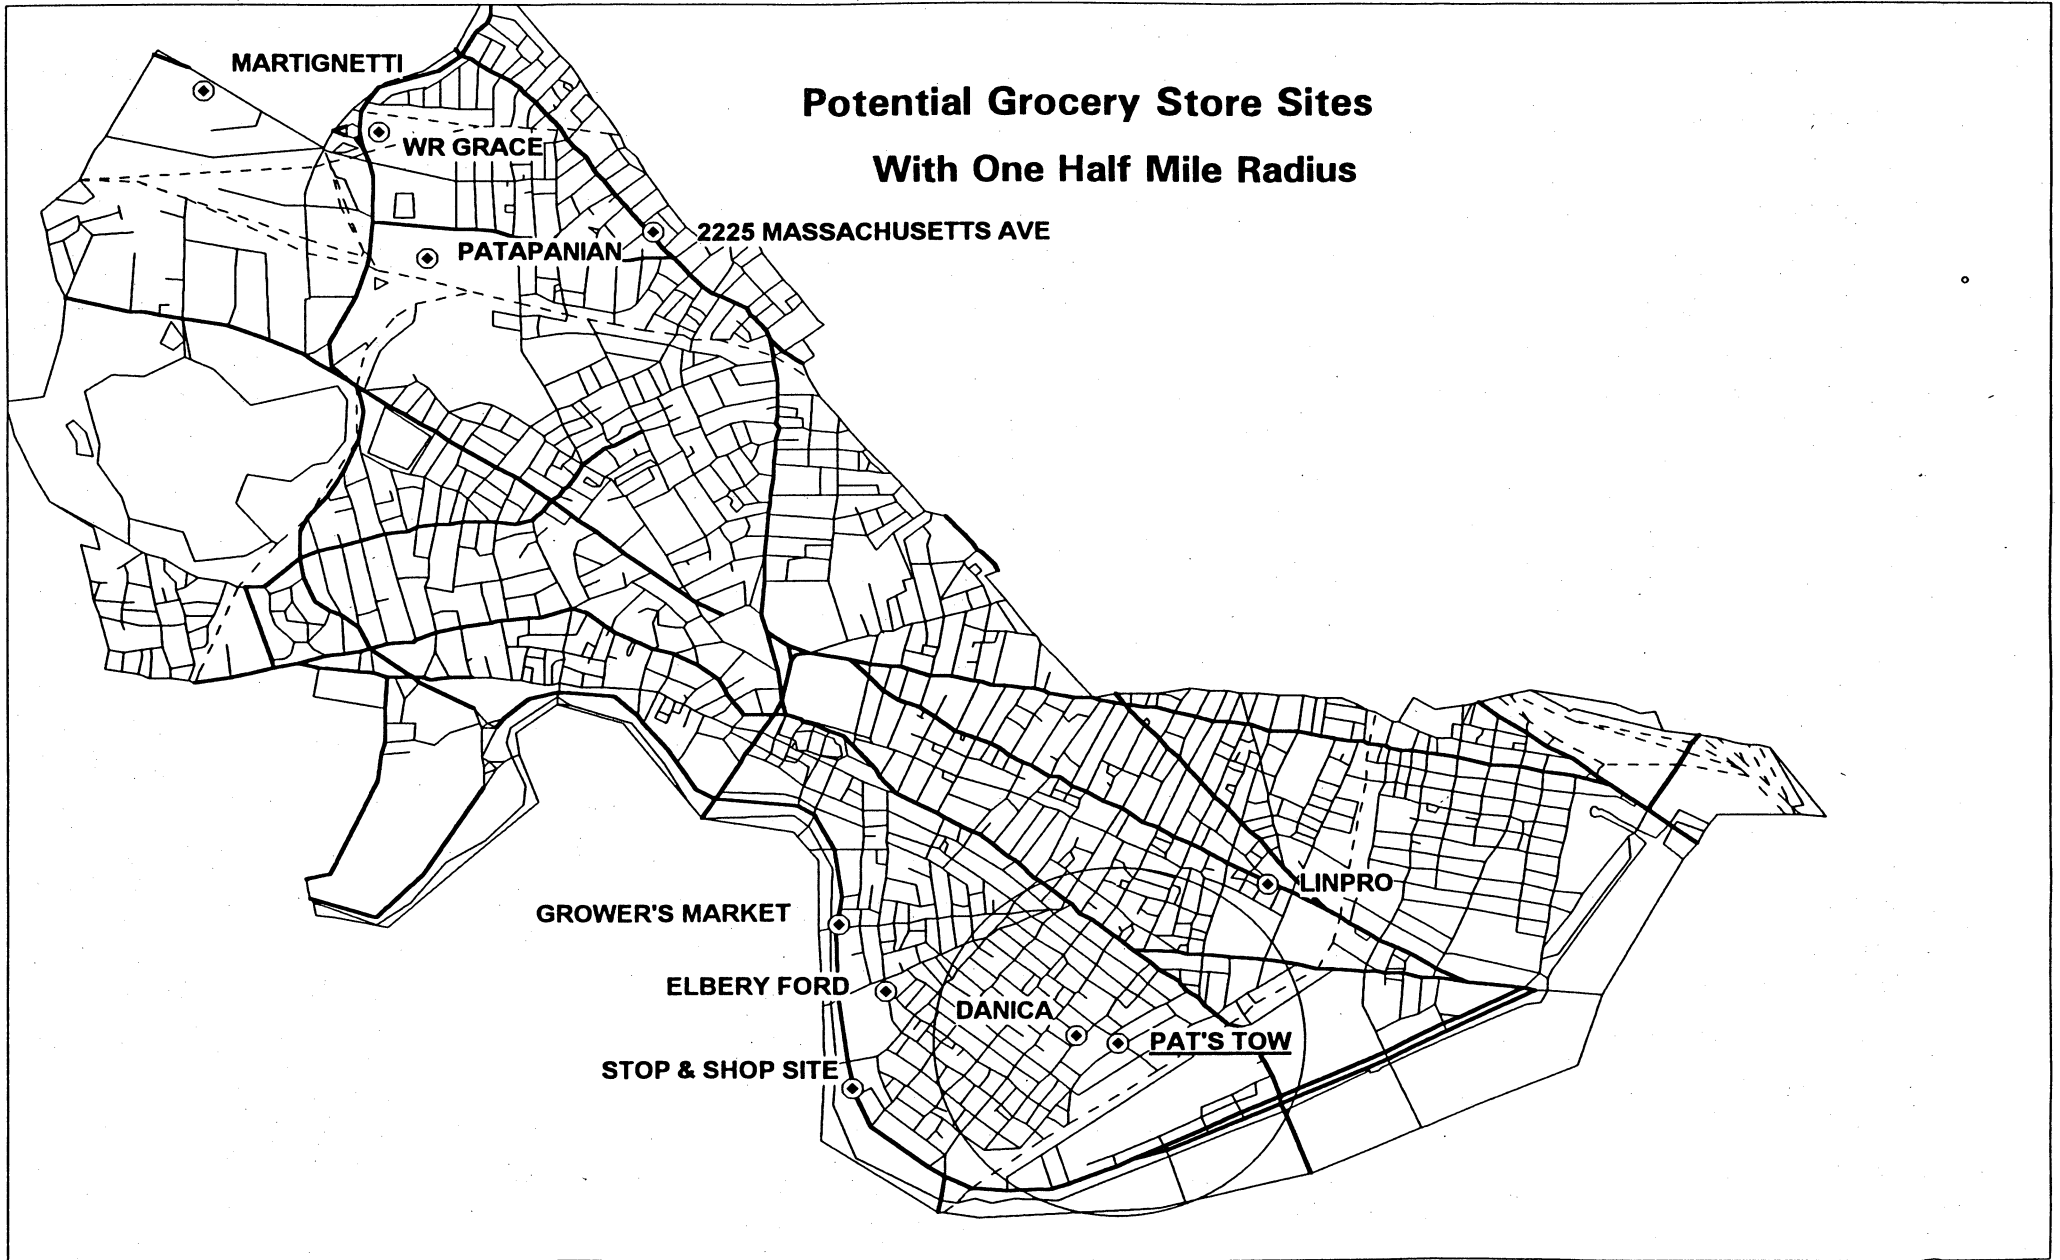 MARTIGNETTI
Potential Grocery Store Sites
WR GRACE
With One Half Mile Radius
2225 MASSACHUSETTS AVE
PATAPANIAN
LINPRO
GROWER'S MARKET
ELBERY FORD
DANICA
PAT'S TOW
STOP & SHOP SITE